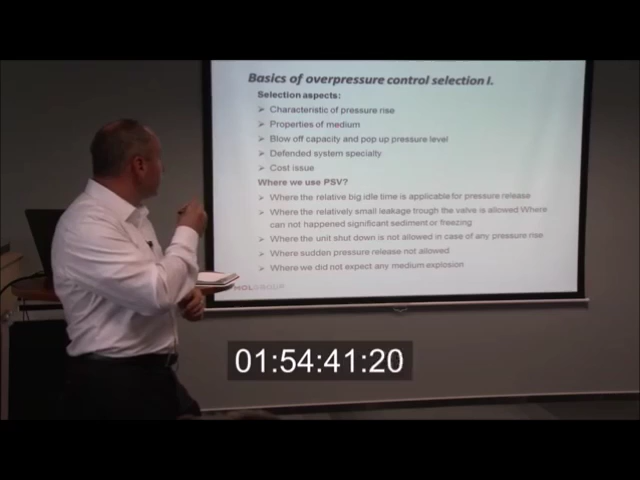 Basics of overpressure control selection I.
Selection aspects:
➢ Characteristic of pressure rise
➢ Properties of medium
➢ Blow off capacity and pop up pressure level
➢ Defended system specialty
➢ Cost issue
Where we use PSV?
➢ Where the relative big idle time is applicable for pressure release
➢ Where the relatively small leakage trough the valve is allowed Where
can not happened significant sediment or freezing
➢ Where the unit shut down is not allowed in case of any pressure rise
➢ Where sudden pressure release not allowed
➢ Where we did not expect any medium explosion
MOLGROUP
01:54:41:20